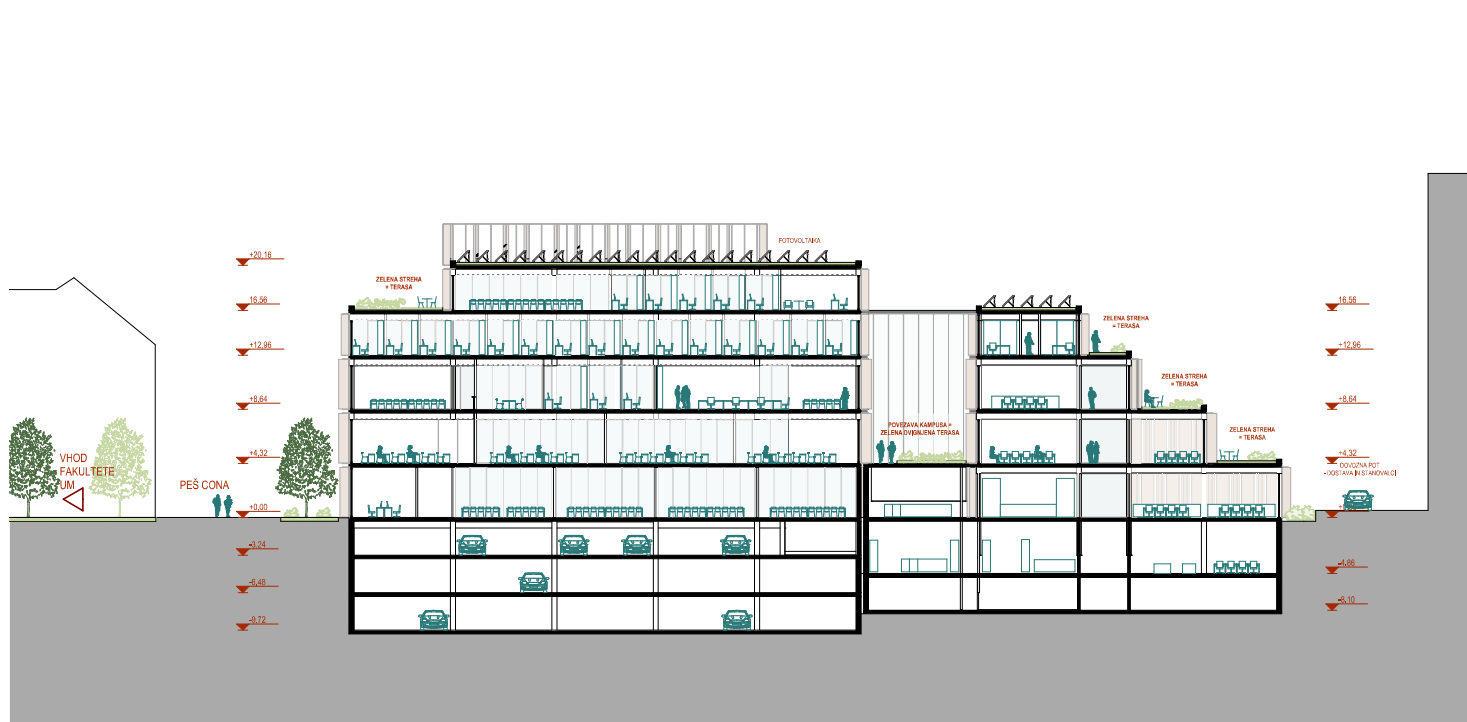 FOTOVOLTAIKA
+20,16
ZELENA STREHA
= TERASA
16,56
16,56
ZELENA STREHA
= TERASA
+12,96
+12,96
ZELENA STREHA
= TERASA
+8,64
+8,64
POVEZAVA KAMPUSA =
ZELENA DVIGNJENA TERASA
ZELENA STREHA
= TERASA
+4,32
+4,32
VHOD
FAKULTETE
UM
DOVOZNA POT
- DOSTAVA IN STANOVALCI
PEŠ CONA
+0,00
-3,24
-4,86
-6,48
-8,10
-9,72